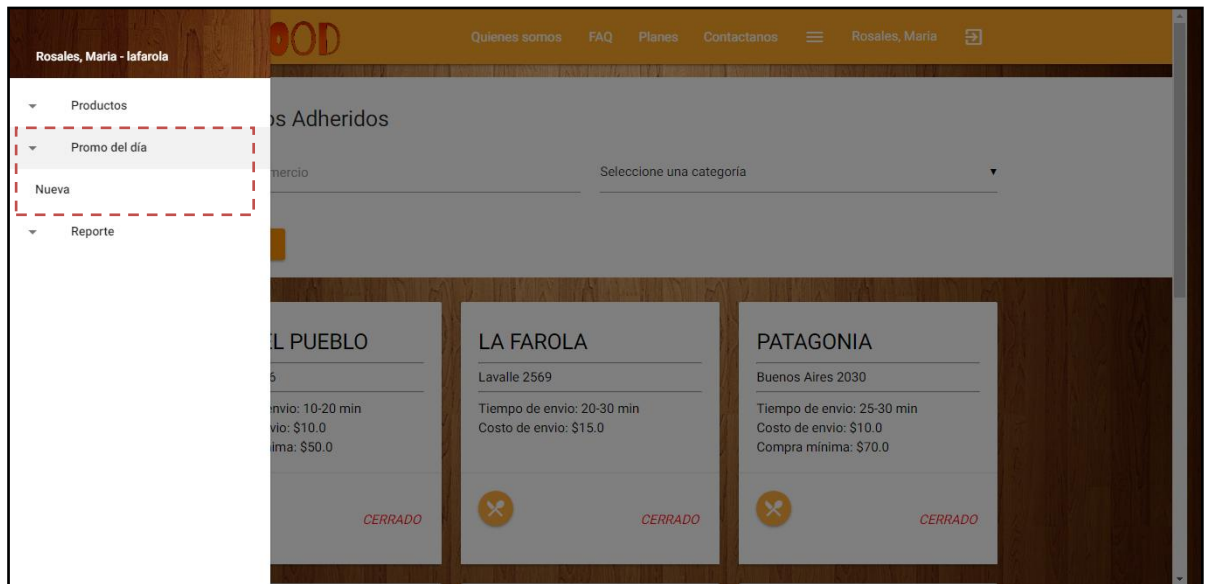 OOD
Quienes somos FAQ Planes Contactanos Rosales, Maria
Rosales, Maria - lafarola
Productos
Promo del día
Nueva
Reporte
os Adheridos
mercio
Seleccione una categoría
EL PUEBLO
6
envio: 10-20 min
vio: $10.0
ima: $50.0
CERRADO
LA FAROLA
Lavalle 2569
Tiempo de envio: 20-30 min
Costo de envio: $15.0
CERRADO
PATAGONIA
Buenos Aires 2030
Tiempo de envio: 25-30 min
Costo de envio: $10.0
Compra mínima: $70.0
CERRADO